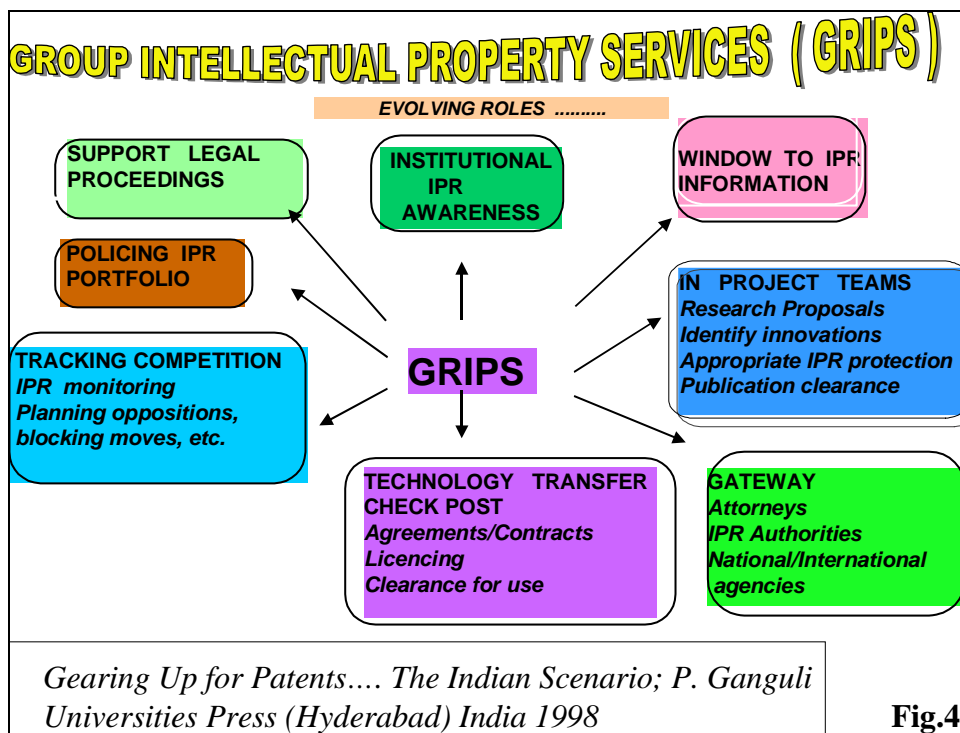 GROUP INTELLECTUAL PROPERTY SERVICES ( GRIPS )
EVOLVING ROLES ..........
SUPPORT LEGAL
PROCEEDINGS
INSTITUTIONAL
IPR
AWARENESS
WINDOW TO IPR
INFORMATION
POLICING IPR
PORTFOLIO
IN PROJECT TEAMS
Research Proposals
Identify innovations
Appropriate IPR protection
Publication clearance
TRACKING COMPETITION
IPR monitoring
Planning oppositions,
blocking moves, etc.
GRIPS
TECHNOLOGY TRANSFER
CHECK POST
Agreements/Contracts
Licencing
Clearance for use
GATEWAY
Attorneys
IPR Authorities
National/International
agencies
Gearing Up for Patents.... The Indian Scenario; P. Ganguli
Universities Press (Hyderabad) India 1998
Fig.4